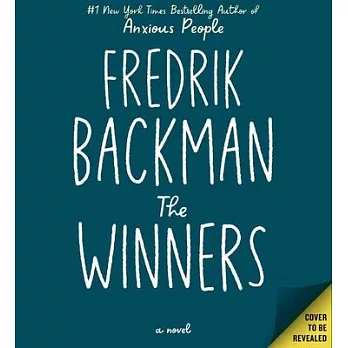 #1 New York Times Bestselling Author of
Anxious People
FREDRIK
BACKMAN
The
WINNERS
a novel
COVER
TO BE
REVEALED